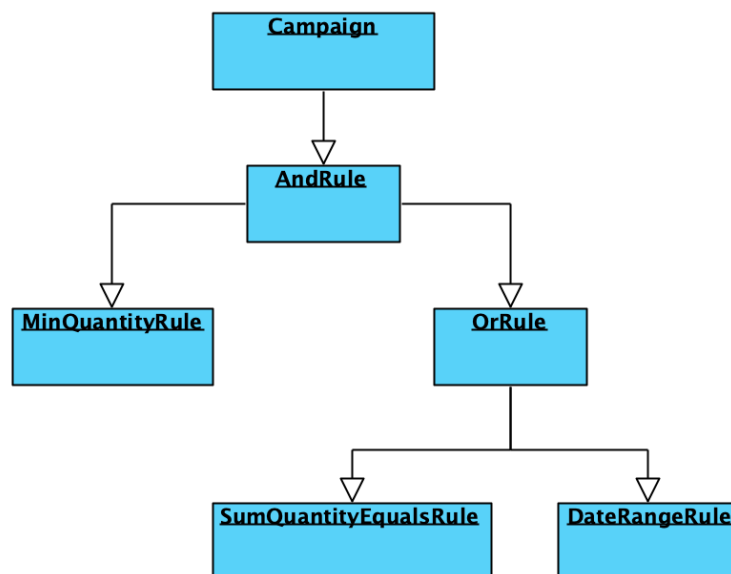 Campaign
AndRule
MinQuantityRule
OrRule
SumQuantityEqualsRule
DateRangeRule